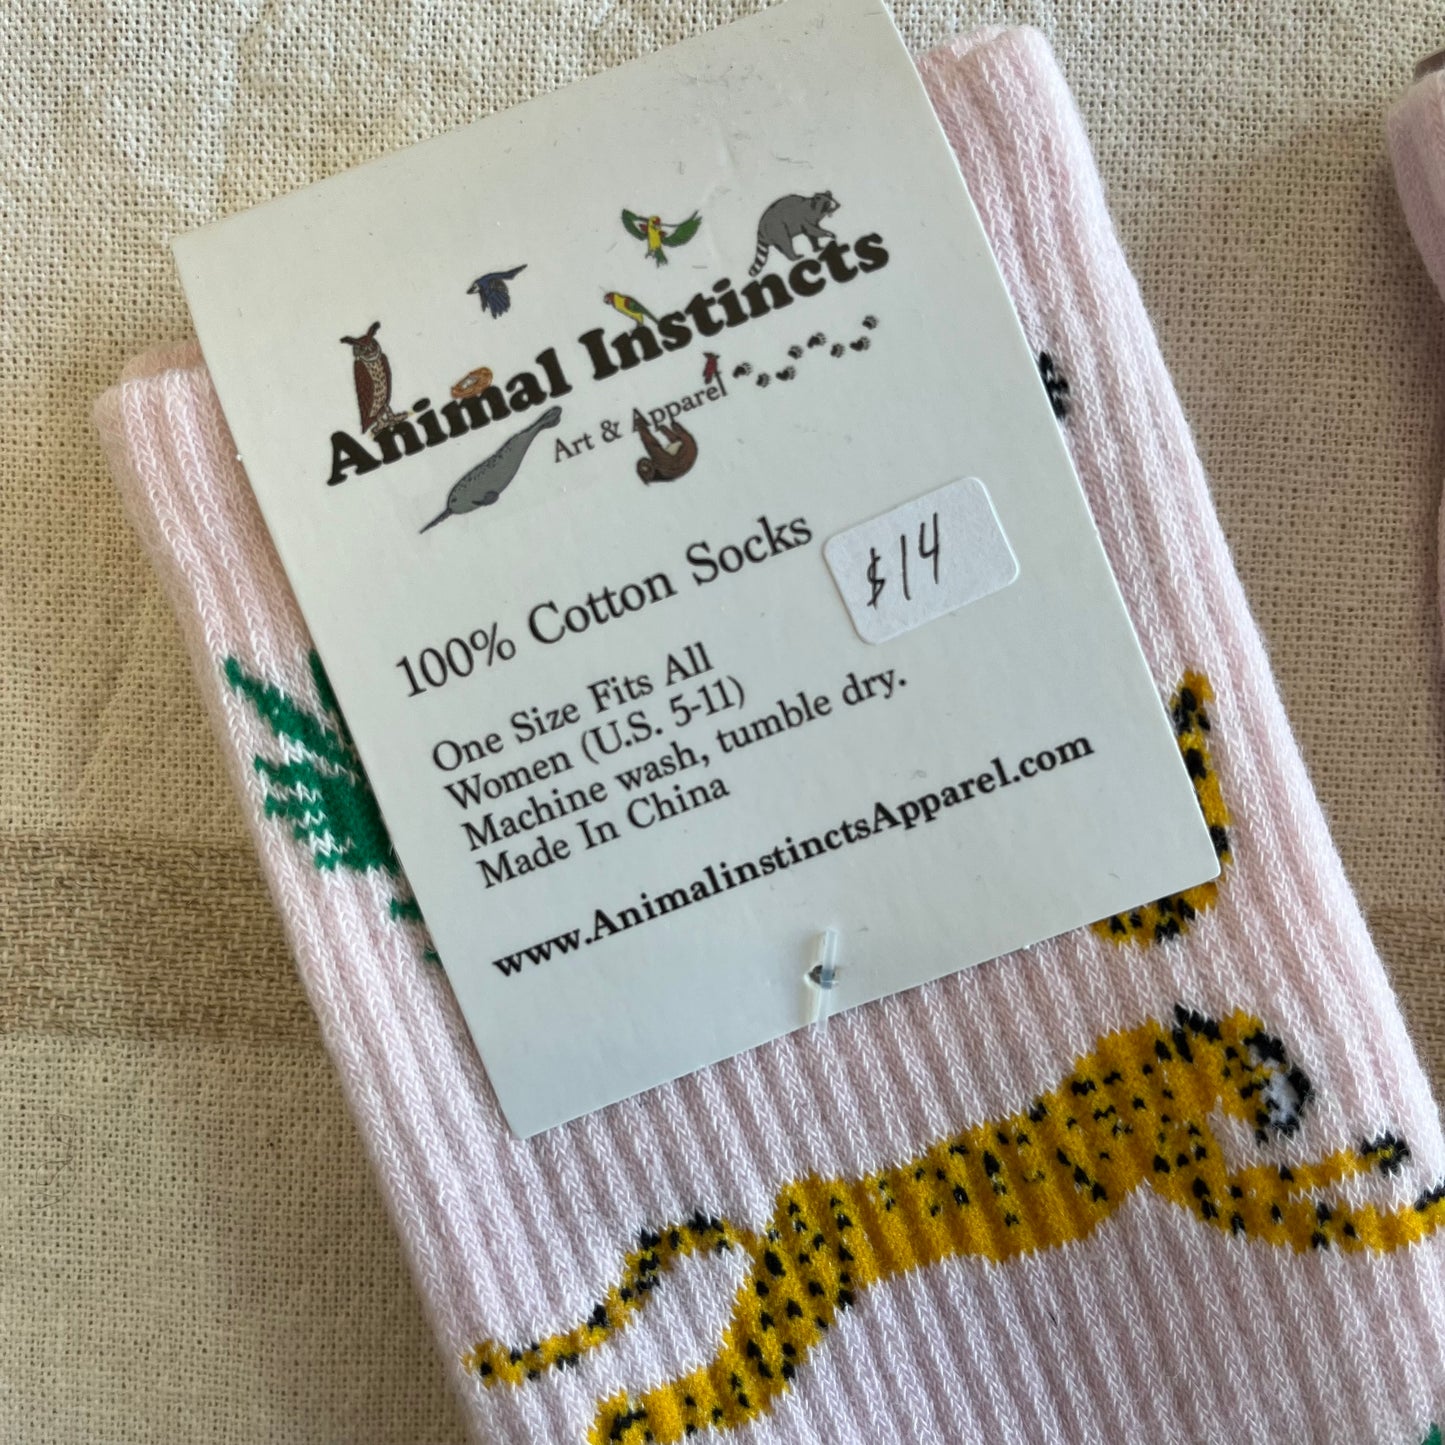 Animal Instincts
Art & Apparel
100% Cotton Socks
$14
One Size Fits All
Women (U.S. 5-11)
Machine wash, tumble dry.
Made In China
www.AnimalinstinctsApparel.com